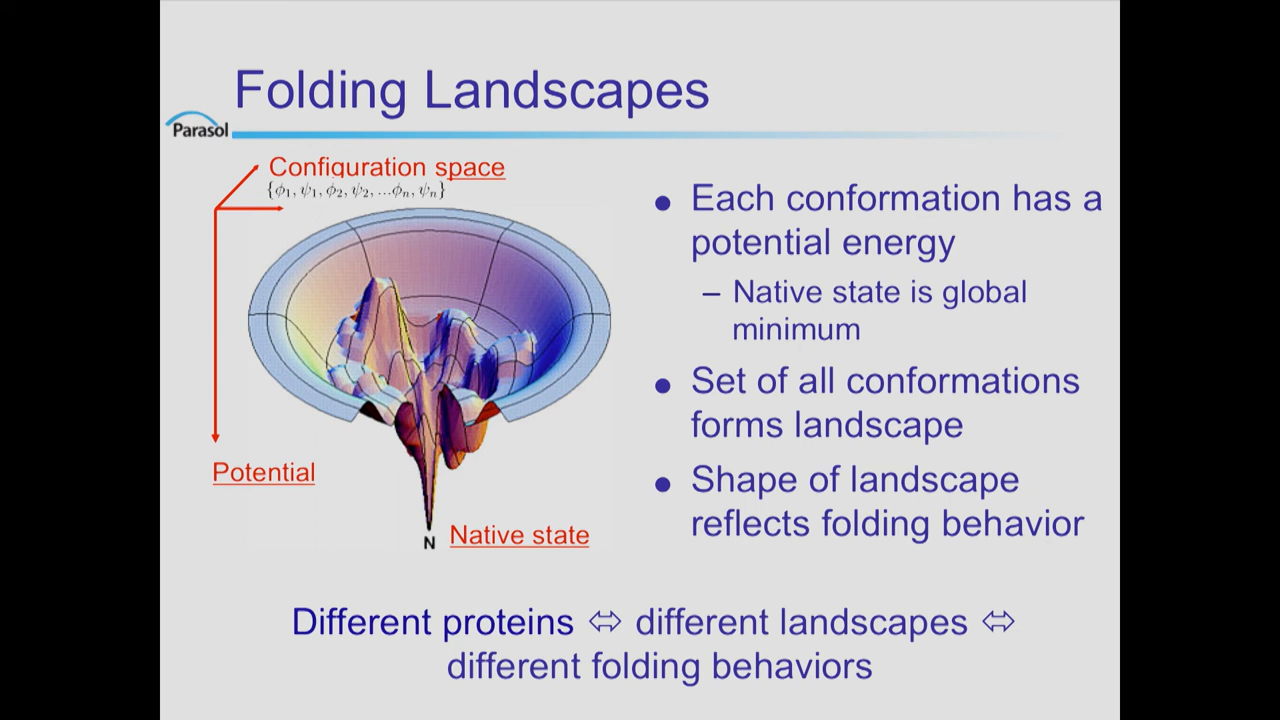 Folding Landscapes
Parasol
Configuration space
{ϕ₁, ψ₁, ϕ₂, ψ₂, ...ϕₙ, ψₙ}
Potential
N
Native state
● Each conformation has a
potential energy
– Native state is global
minimum
● Set of all conformations
forms landscape
● Shape of landscape
reflects folding behavior
Different proteins ⇔ different landscapes ⇔
different folding behaviors